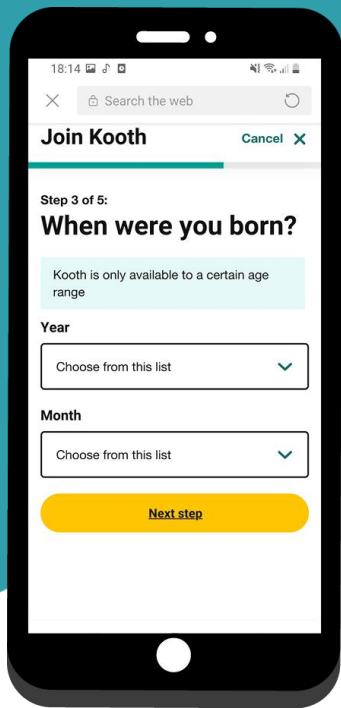 18:14
Search the web
Join Kooth
Cancel X
Step 3 of 5:
When were you born?
Kooth is only available to a certain age
range
Year
Choose from this list
Month
Choose from this list
Next step